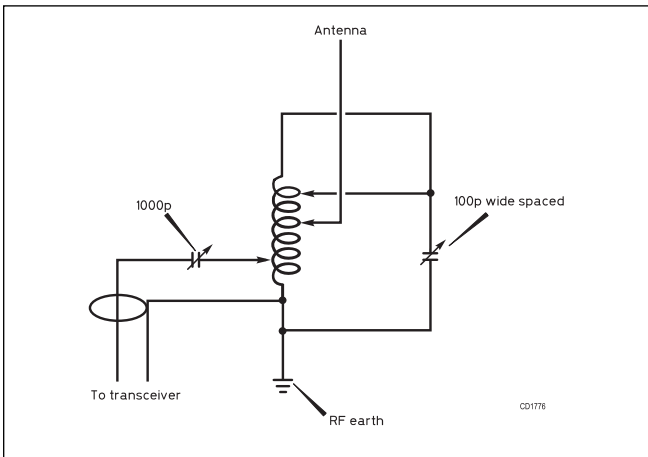 Antenna
1000p
100p wide spaced
To transceiver
RF earth
CD1776